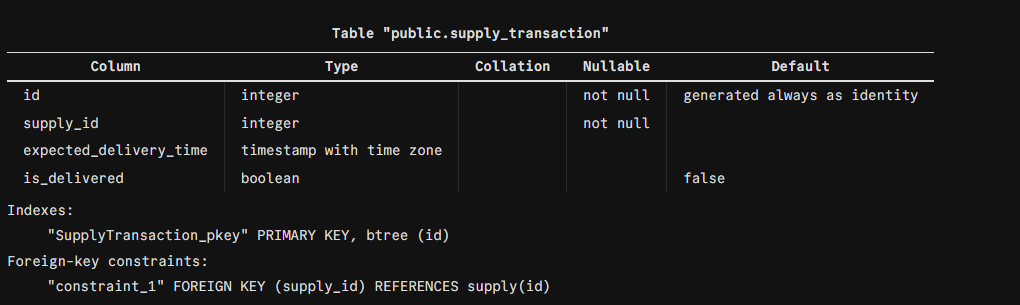 Table "public.supply_transaction"
Column Type Collation Nullable Default
id integer not null generated always as identity
supply_id integer not null
expected_delivery_time timestamp with time zone
is_delivered boolean false
Indexes:
"SupplyTransaction_pkey" PRIMARY KEY, btree (id)
Foreign-key constraints:
"constraint_1" FOREIGN KEY (supply_id) REFERENCES supply(id)